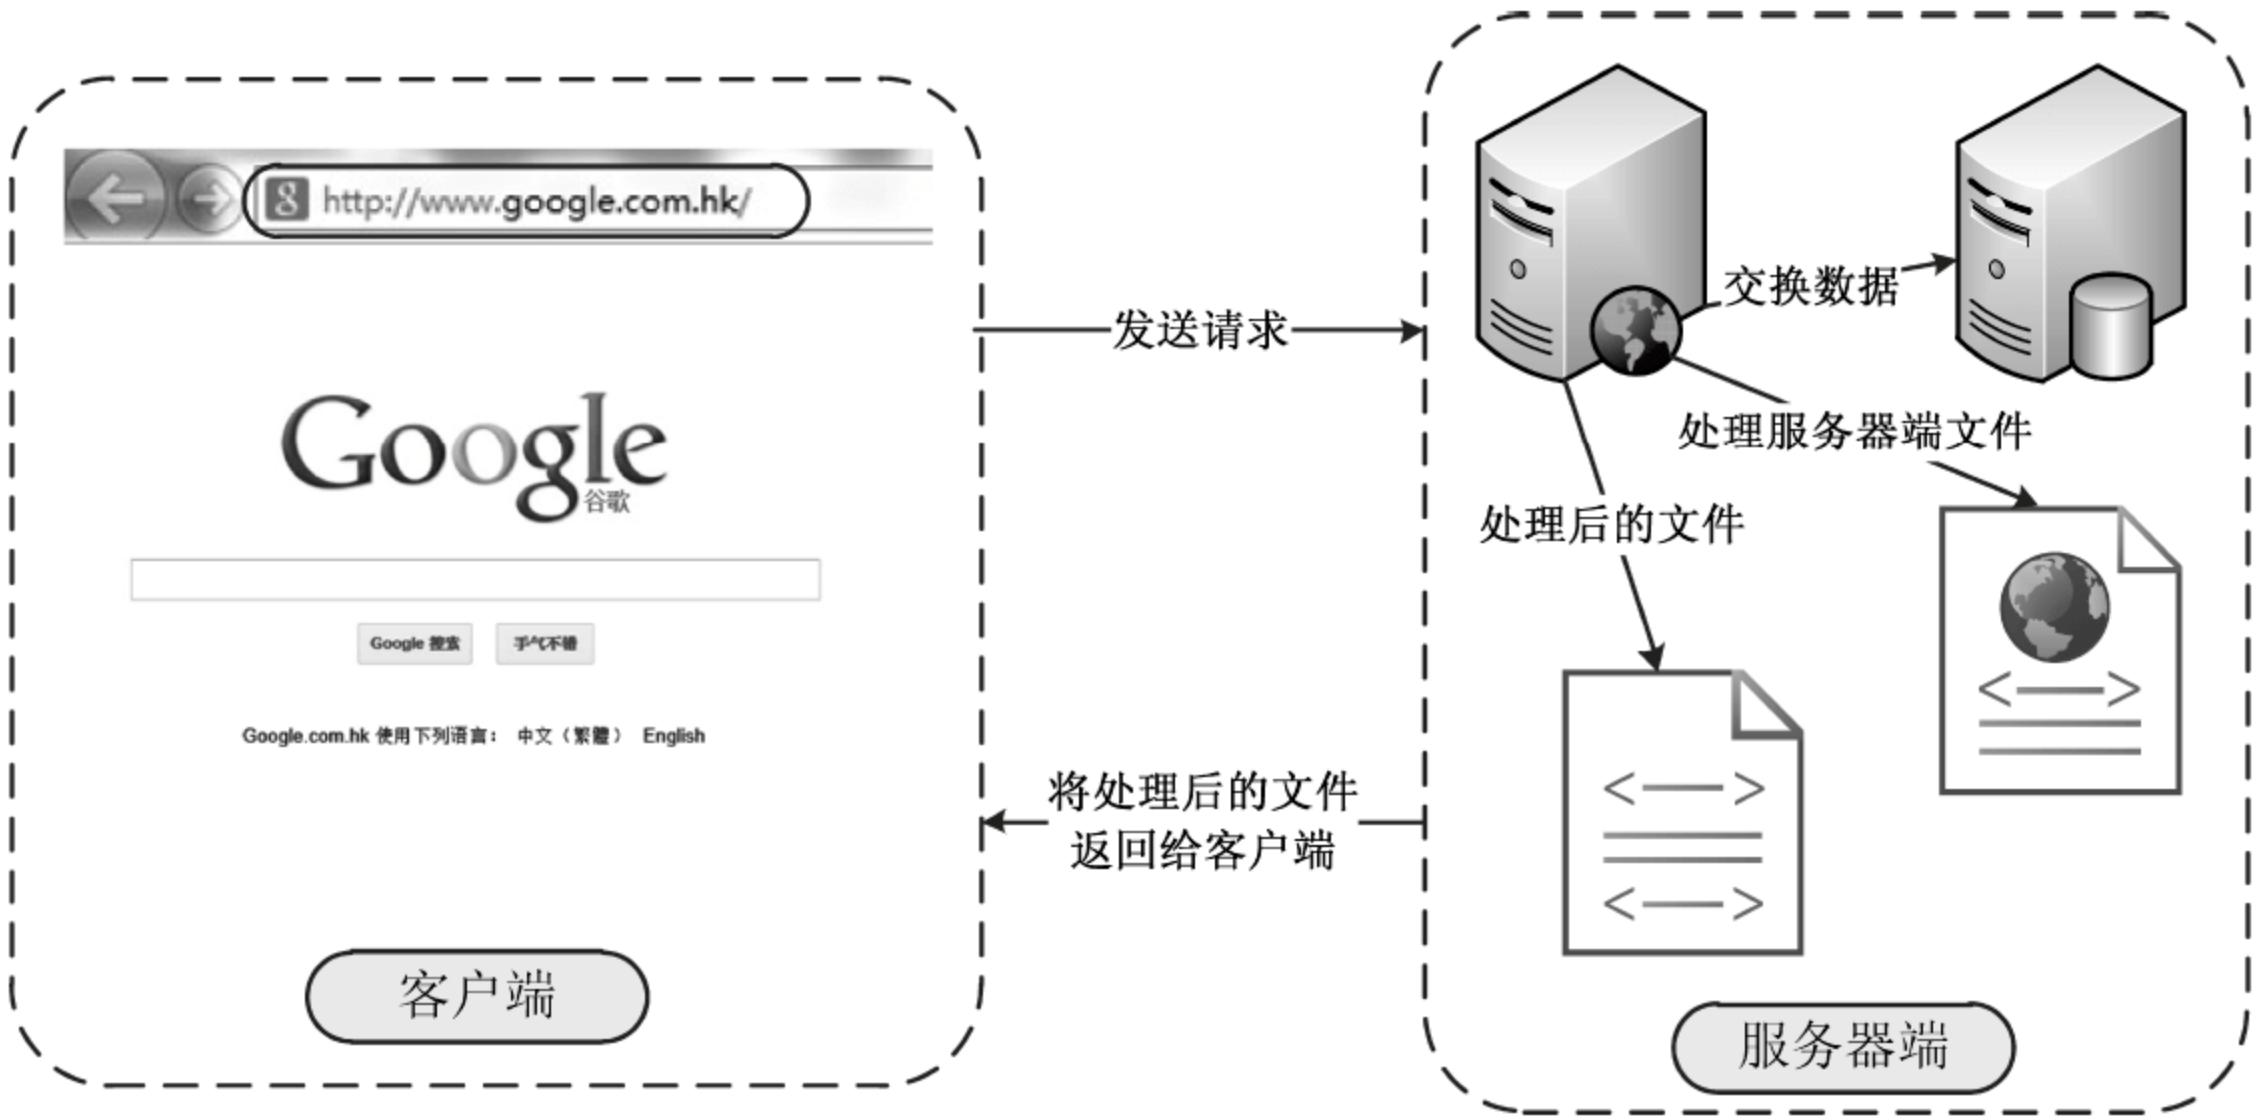 http://www.google.com.hk/
Google
谷歌
Google 搜索
手气不错
Google.com.hk 使用下列语言： 中文（繁體） English
客户端
发送请求
将处理后的文件
返回给客户端
交换数据
处理服务器端文件
处理后的文件
服务器端